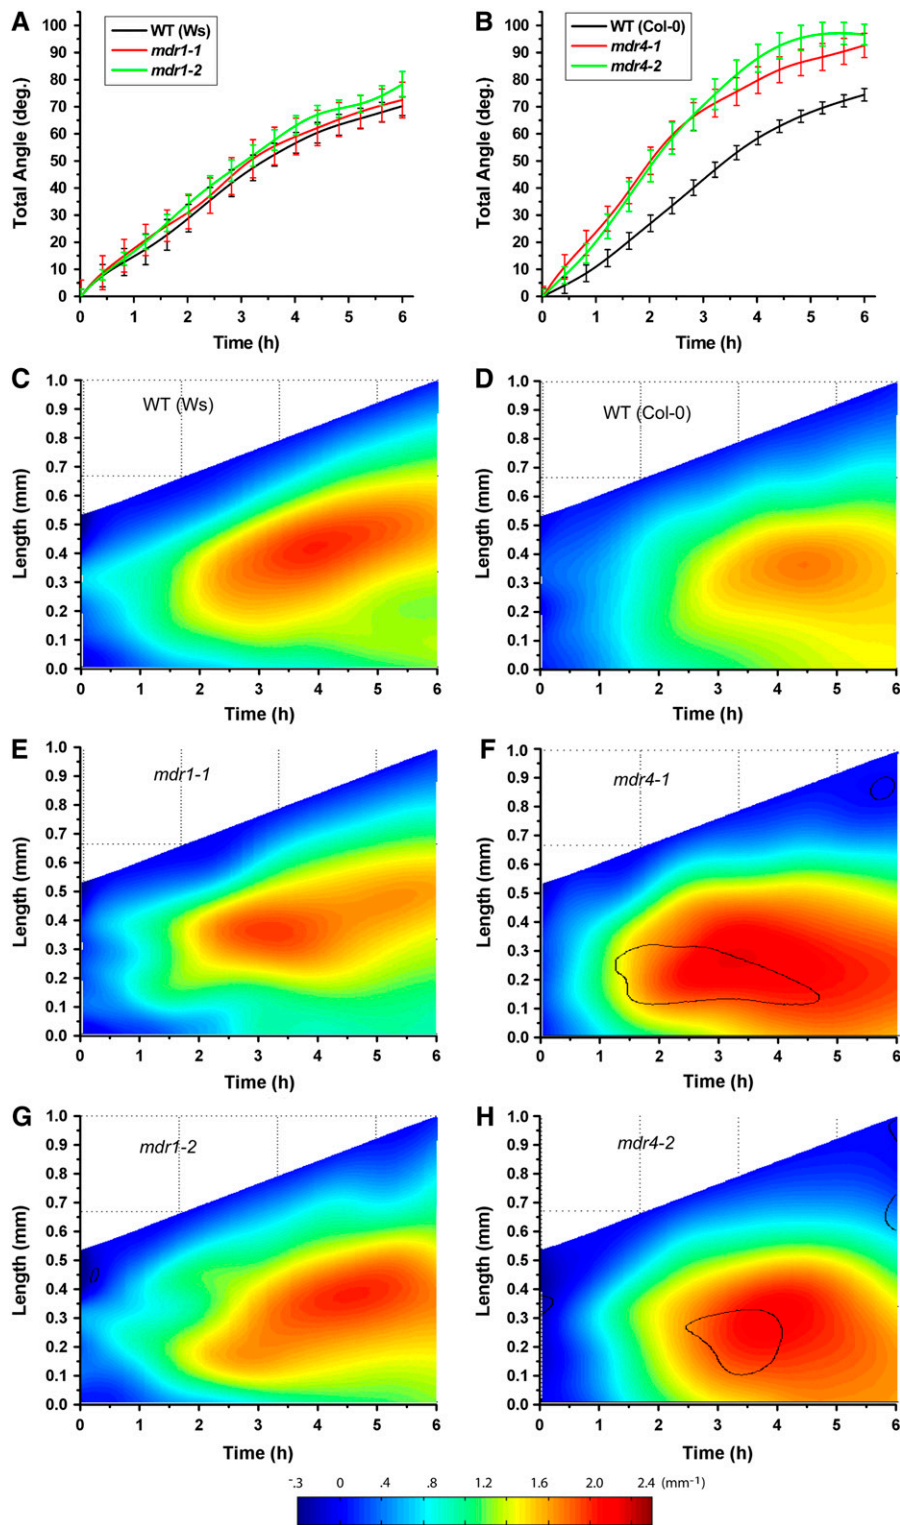 A
WT (Ws)
mdr1-1
mdr1-2
Total Angle (deg.)
100
90
80
70
60
50
40
30
20
10
0
0 1 2 3 4 5 6
Time (h)
B
WT (Col-0)
mdr4-1
mdr4-2
Total Angle (deg.)
100
90
80
70
60
50
40
30
20
10
0
0 1 2 3 4 5 6
Time (h)
C
WT (Ws)
Length (mm)
1.0
0.9
0.8
0.7
0.6
0.5
0.4
0.3
0.2
0.1
0.0
0 1 2 3 4 5 6
Time (h)
D
WT (Col-0)
Length (mm)
1.0
0.9
0.8
0.7
0.6
0.5
0.4
0.3
0.2
0.1
0.0
0 1 2 3 4 5 6
Time (h)
E
mdr1-1
Length (mm)
1.0
0.9
0.8
0.7
0.6
0.5
0.4
0.3
0.2
0.1
0.0
0 1 2 3 4 5 6
Time (h)
F
mdr4-1
Length (mm)
1.0
0.9
0.8
0.7
0.6
0.5
0.4
0.3
0.2
0.1
0.0
0 1 2 3 4 5 6
Time (h)
G
mdr1-2
Length (mm)
1.0
0.9
0.8
0.7
0.6
0.5
0.4
0.3
0.2
0.1
0.0
0 1 2 3 4 5 6
Time (h)
H
mdr4-2
Length (mm)
1.0
0.9
0.8
0.7
0.6
0.5
0.4
0.3
0.2
0.1
0.0
0 1 2 3 4 5 6
Time (h)
-.3 0 .4 .8 1.2 1.6 2.0 2.4 (mm⁻¹)